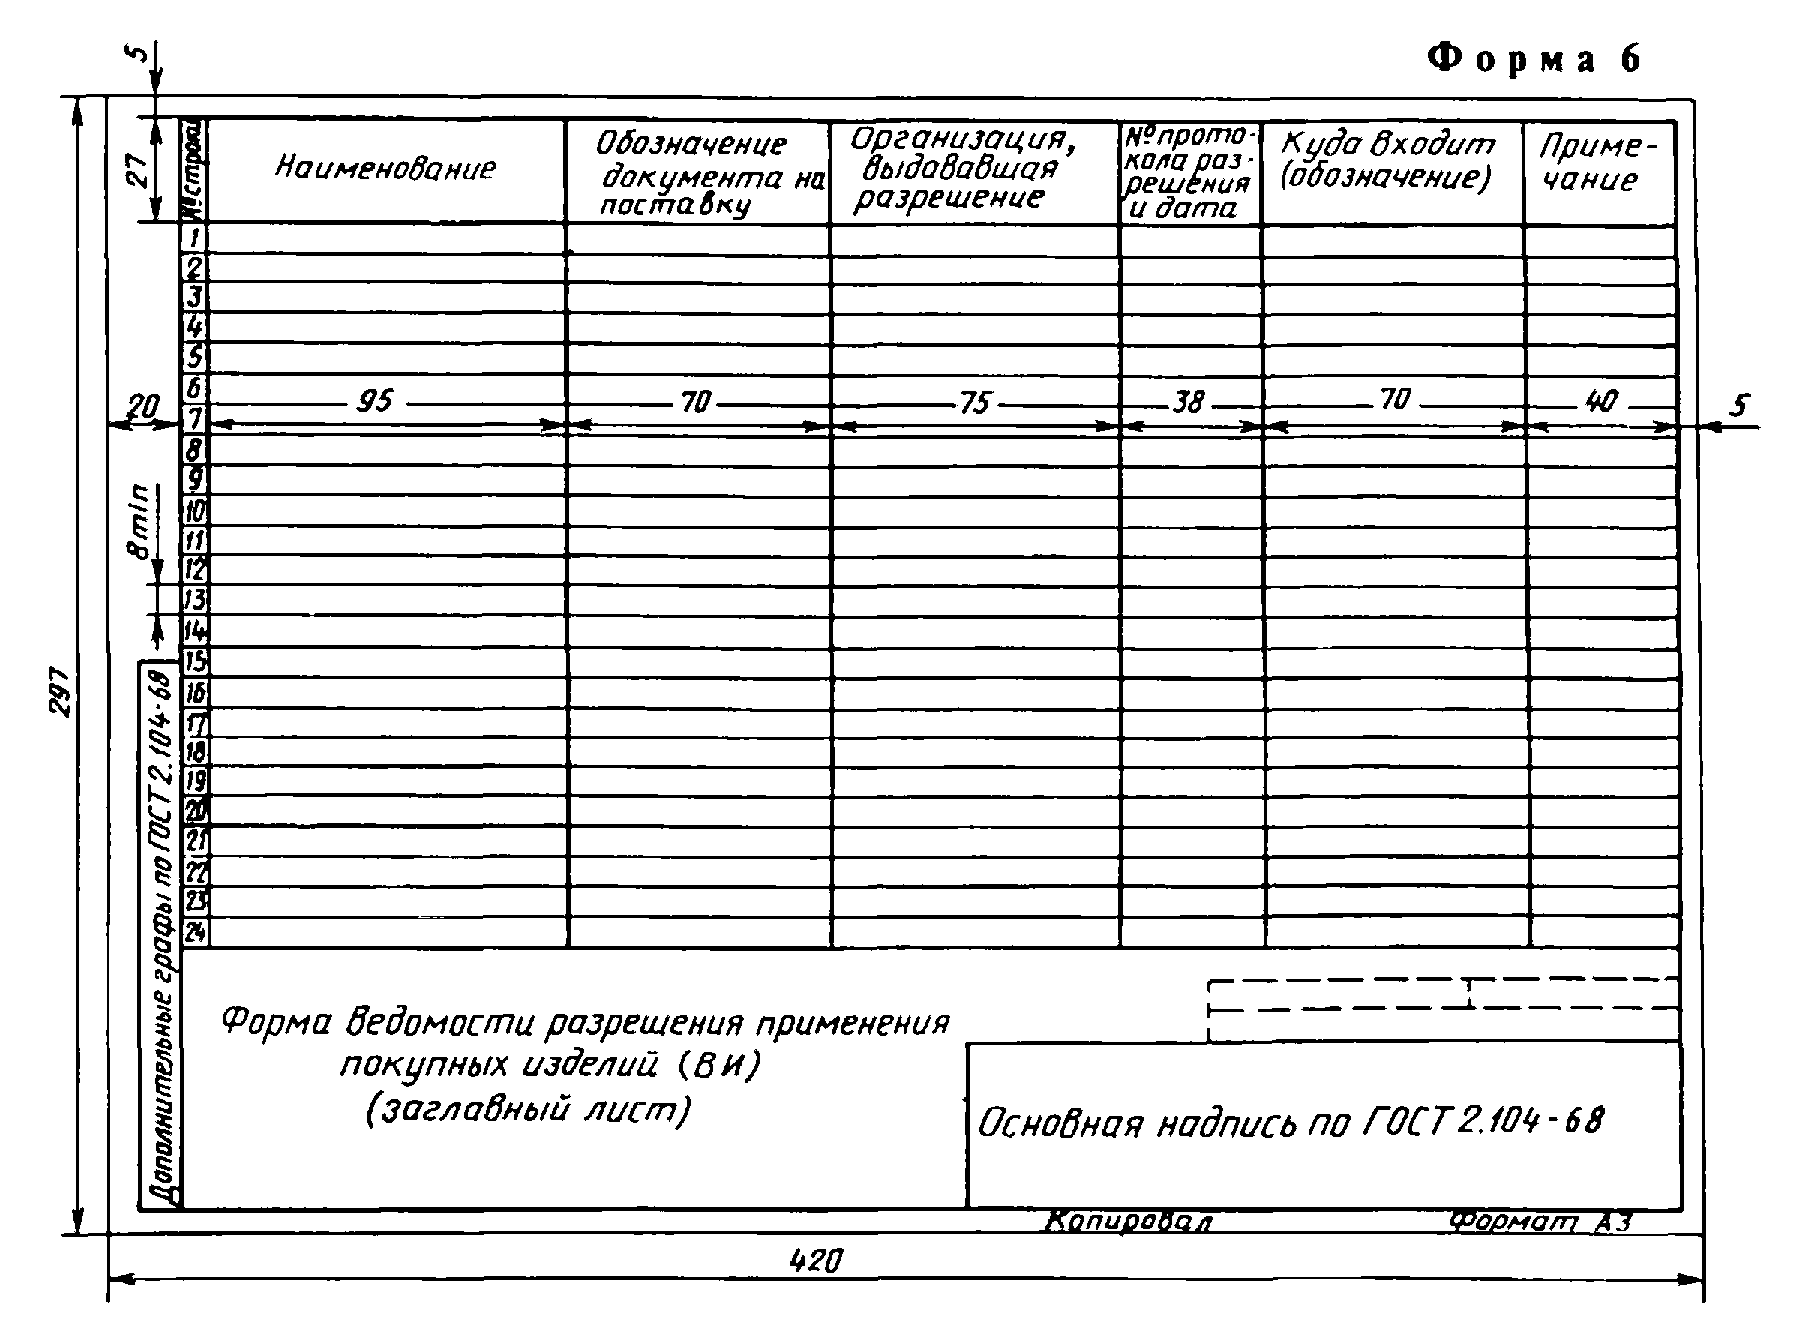 Форма 6
5
27
№ строки
Наименование
Обозначение
документа на
поставку
Организация,
выдававшая
разрешение
№ прото-
кола раз-
решения
и дата
Куда входит
(обозначение)
Приме-
чание
1
2
3
4
5
6
7
8
9
10
11
12
13
14
15
16
17
18
19
20
21
22
23
24
20
95
70
75
38
70
40
5
8 min
297
Дополнительные графы по ГОСТ 2.104-68
Форма ведомости разрешения применения
покупных изделий (ВИ)
(заглавный лист)
Основная надпись по ГОСТ 2.104-68
Копировал
Формат А3
420